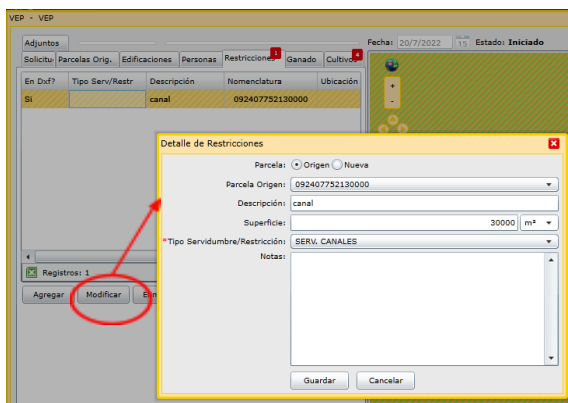 VEP - VEP
Adjuntos
Fecha: 20/7/2022 15 Estado: Iniciado
Parcelas Orig. Edificaciones Personas Restricciones 1 Ganado Cultivos 4
En Dxf? Tipo Serv/Restr Descripción Nomenclatura Ubicación
Si canal 092407752130000
+
-
Detalle de Restricciones
Parcela: Origen Nueva
Parcela Origen: 092407752130000
Descripción: canal
Superficie: 30000 m²
*Tipo Servidumbre/Restricción: SERV. CANALES
Notas:
Registros: 1
Agregar Modificar
Guardar Cancelar